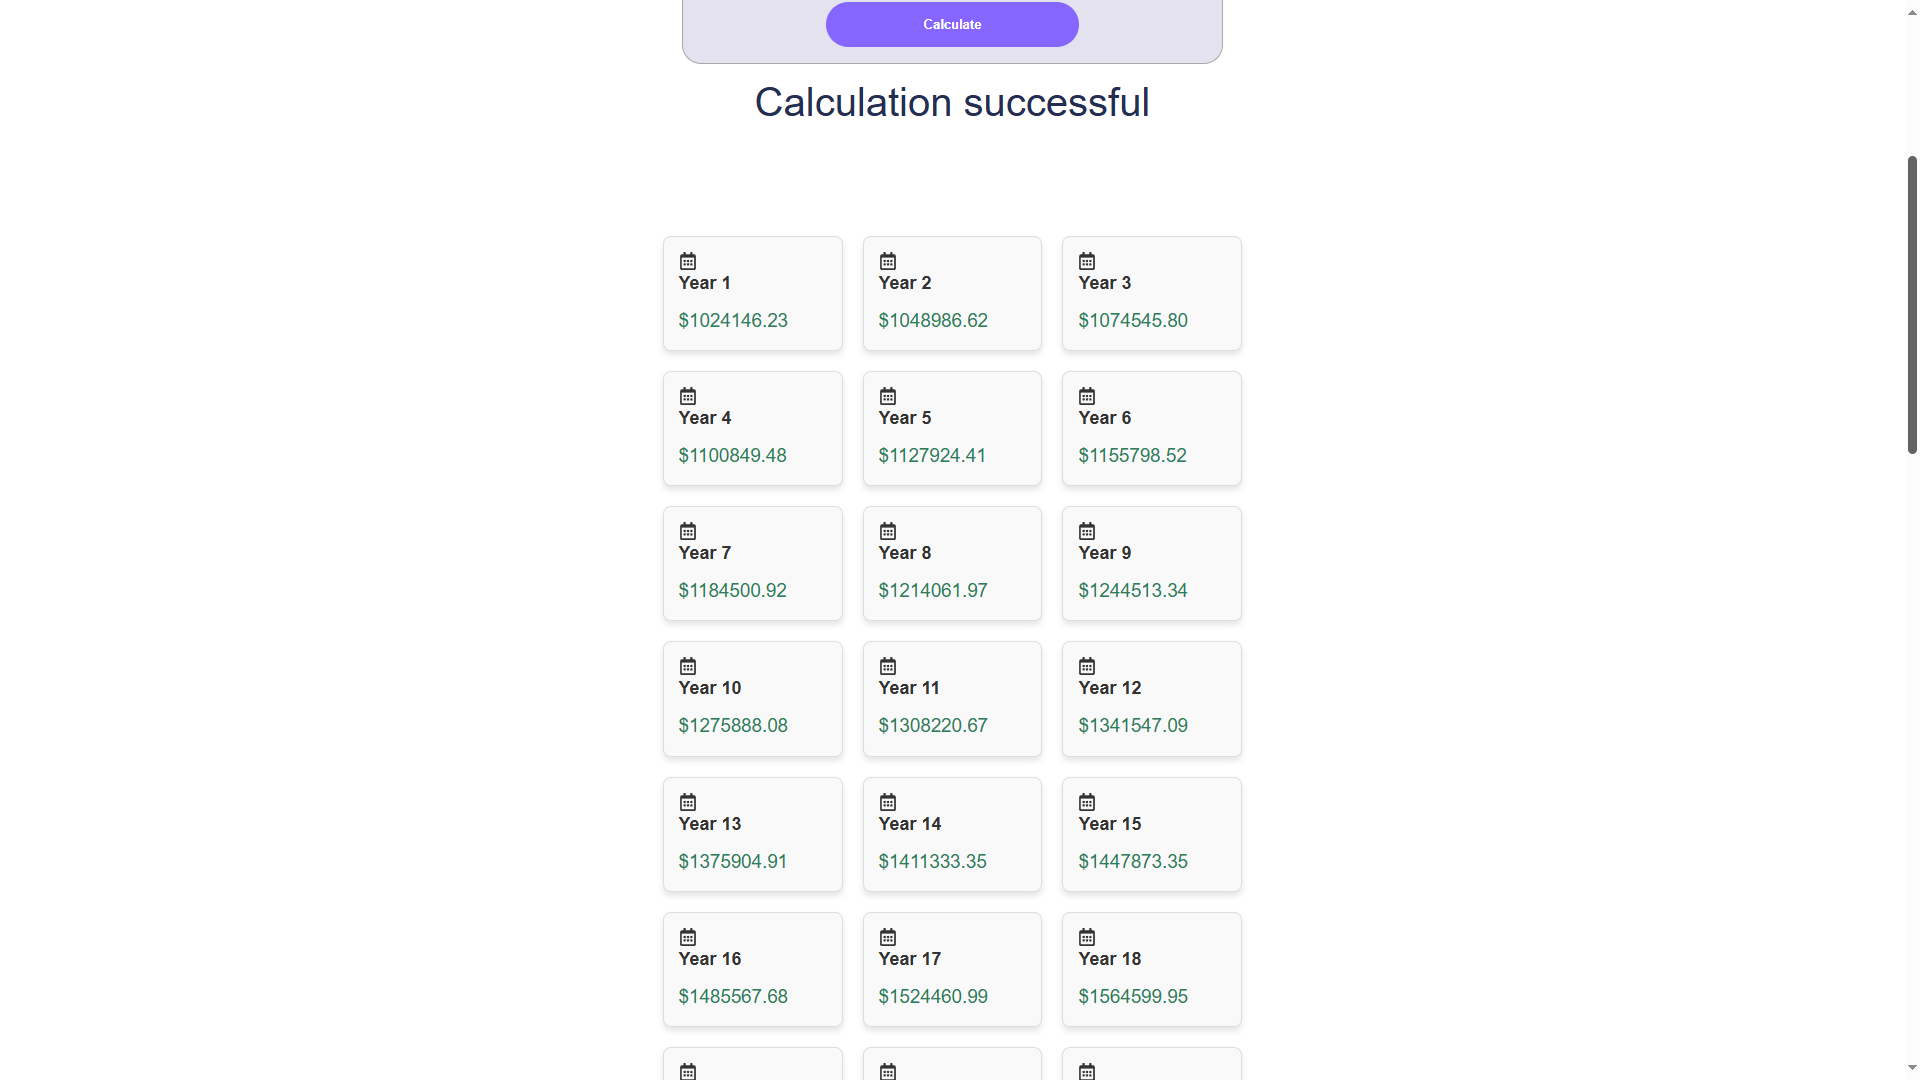 Calculate
Calculation successful
Year 1
$1024146.23
Year 2
$1048986.62
Year 3
$1074545.80
Year 4
$1100849.48
Year 5
$1127924.41
Year 6
$1155798.52
Year 7
$1184500.92
Year 8
$1214061.97
Year 9
$1244513.34
Year 10
$1275888.08
Year 11
$1308220.67
Year 12
$1341547.09
Year 13
$1375904.91
Year 14
$1411333.35
Year 15
$1447873.35
Year 16
$1485567.68
Year 17
$1524460.99
Year 18
$1564599.95